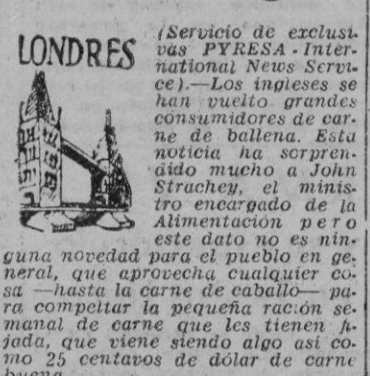 LONDRES
(Servicio de exclusi-
vas PYRESA - Inter-
national News Servi-
ce).—Los ingleses se
han vuelto grandes
consumidores de car-
ne de ballena. Esta
noticia ha sorpren-
dido mucho a John
Strachey, el minis-
tro encargado de la
Alimentación pero
este dato no es nin-
guna novedad para el pueblo en ge-
neral, que aprovecha cualquier co-
sa —hasta la carne de caballo— pa-
ra compeltar la pequeña ración se-
manal de carne que les tienen fi-
jada, que viene siendo algo así co-
mo 25 centavos de dólar de carne
buena